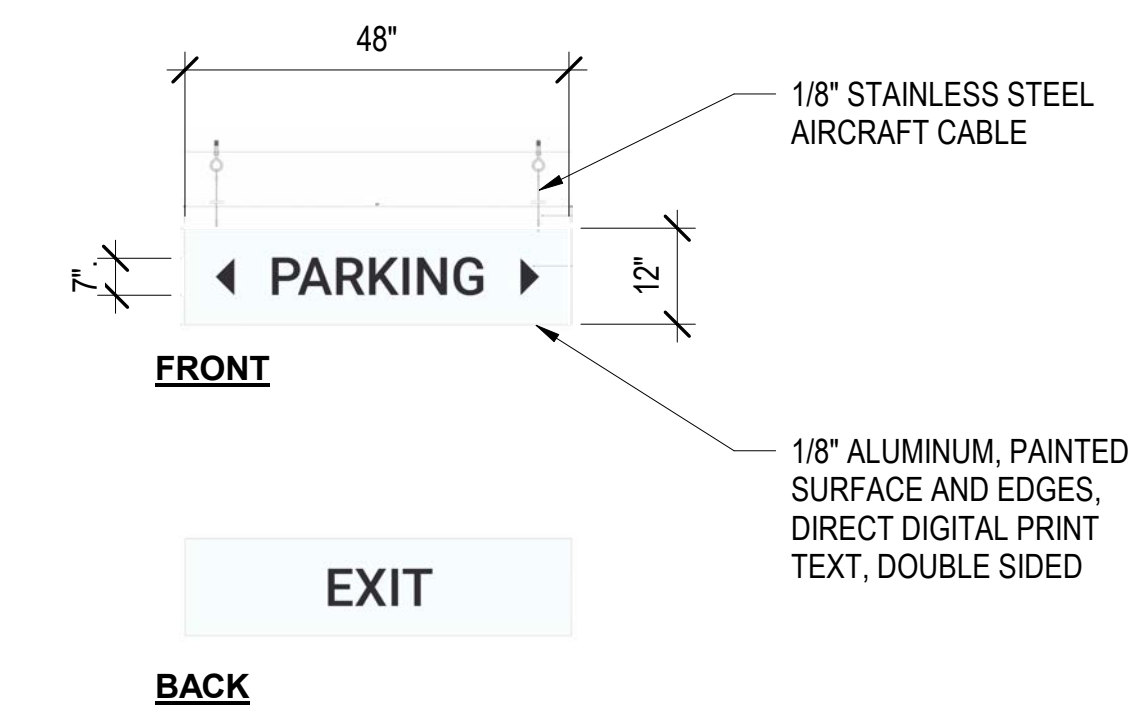 48"
1/8" STAINLESS STEEL
AIRCRAFT CABLE
7"
◀ PARKING ▶
12"
FRONT
1/8" ALUMINUM, PAINTED
SURFACE AND EDGES,
DIRECT DIGITAL PRINT
TEXT, DOUBLE SIDED
EXIT
BACK